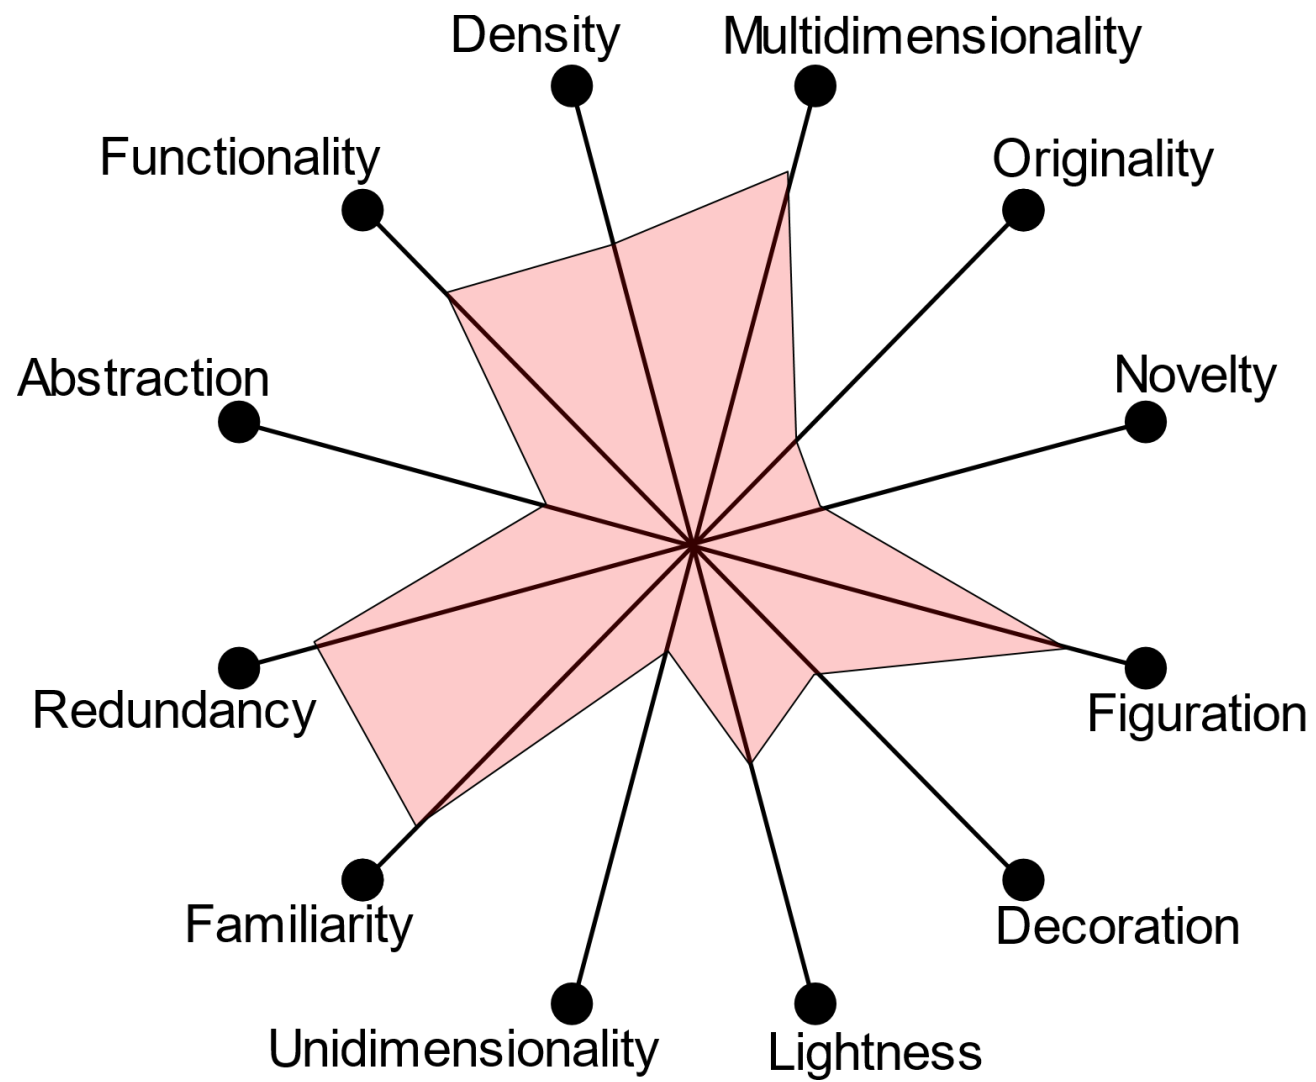 Density
Multidimensionality
Functionality
Originality
Abstraction
Novelty
Redundancy
Figuration
Familiarity
Decoration
Unidimensionality
Lightness